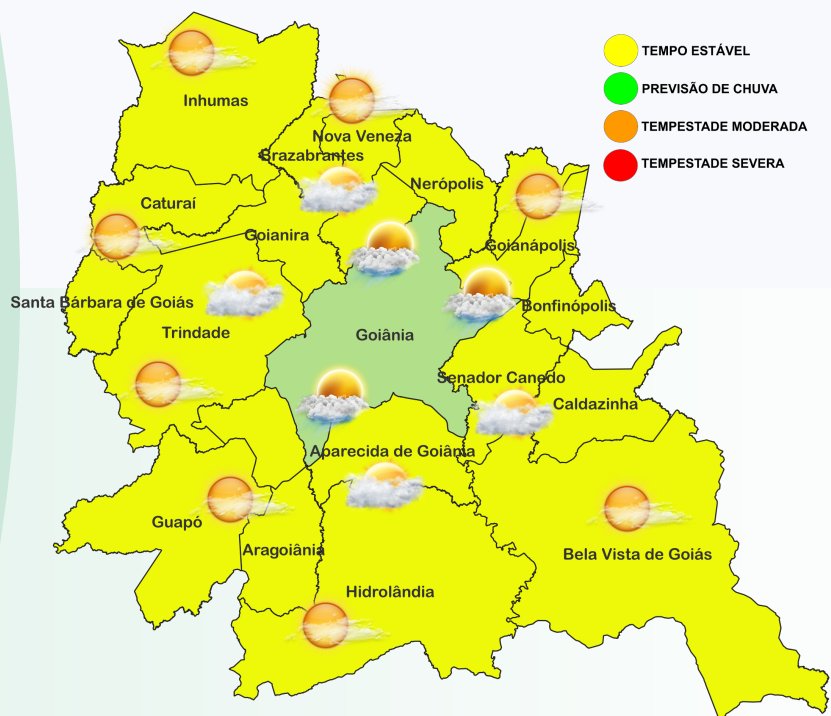 TEMPO ESTÁVEL
PREVISÃO DE CHUVA
TEMPESTADE MODERADA
TEMPESTADE SEVERA
Inhumas
Nova Veneza
Brazabrantes
Nerópolis
Caturaí
Goianira
Goianápolis
Santa Bárbara de Goiás
Bonfinópolis
Trindade
Goiânia
Senador Canedo
Caldazinha
Aparecida de Goiânia
Guapó
Aragoiânia
Bela Vista de Goiás
Hidrolândia